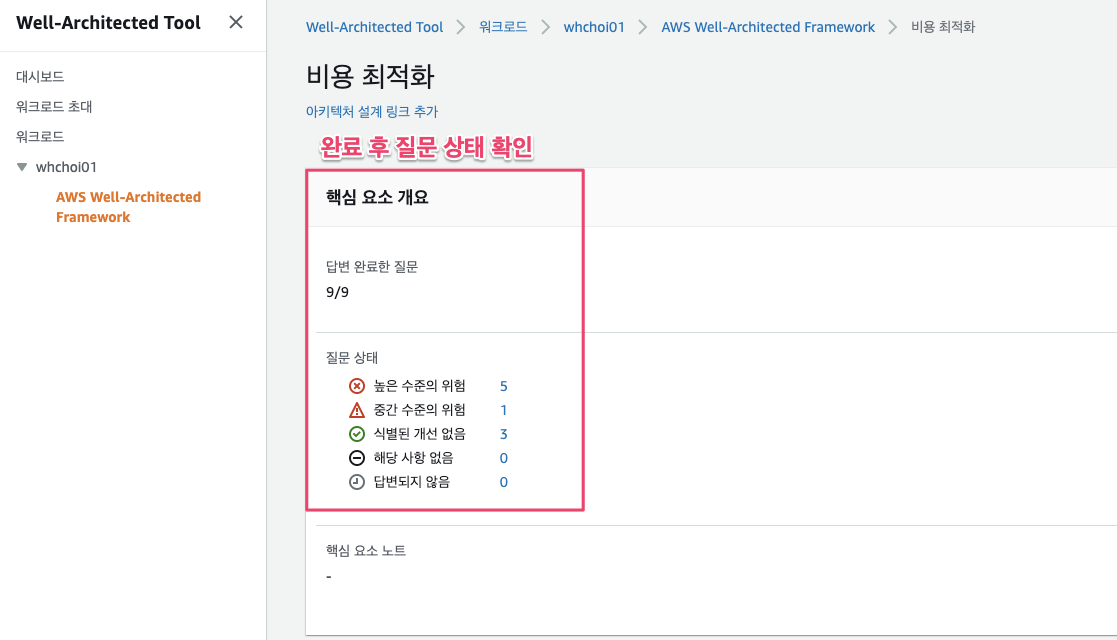 Well-Architected Tool
대시보드
워크로드 초대
워크로드
whchoi01
AWS Well-Architected
Framework
Well-Architected Tool > 워크로드 > whchoi01 > AWS Well-Architected Framework > 비용 최적화
비용 최적화
아키텍처 설계 링크 추가
완료 후 질문 상태 확인
핵심 요소 개요
답변 완료한 질문
9/9
질문 상태
높은 수준의 위험 5
중간 수준의 위험 1
식별된 개선 없음 3
해당 사항 없음 0
답변되지 않음 0
핵심 요소 노트
-